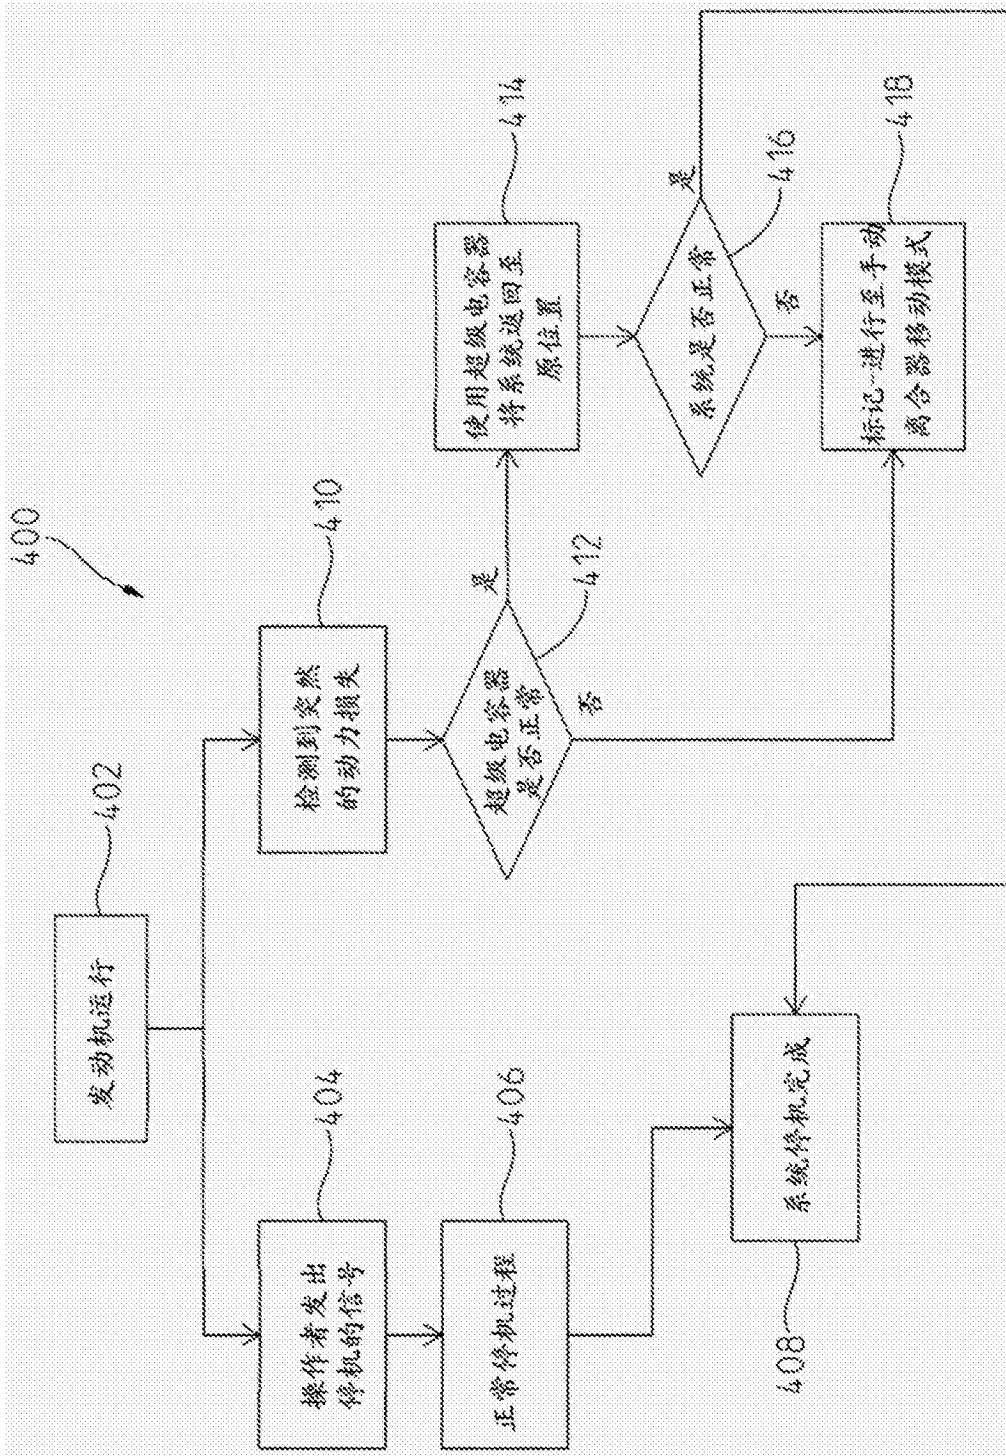 400
发动机运行
402
操作者发出
停机的信号
404
检测到突然
的动力损失
410
正常停机过程
406
超级电容器
是否正常
412
是
否
使用超级电容器
将系统返回至
原位置
414
系统是否正常
416
是
否
系统停机完成
408
标记-进行至手动
离合器移动模式
418